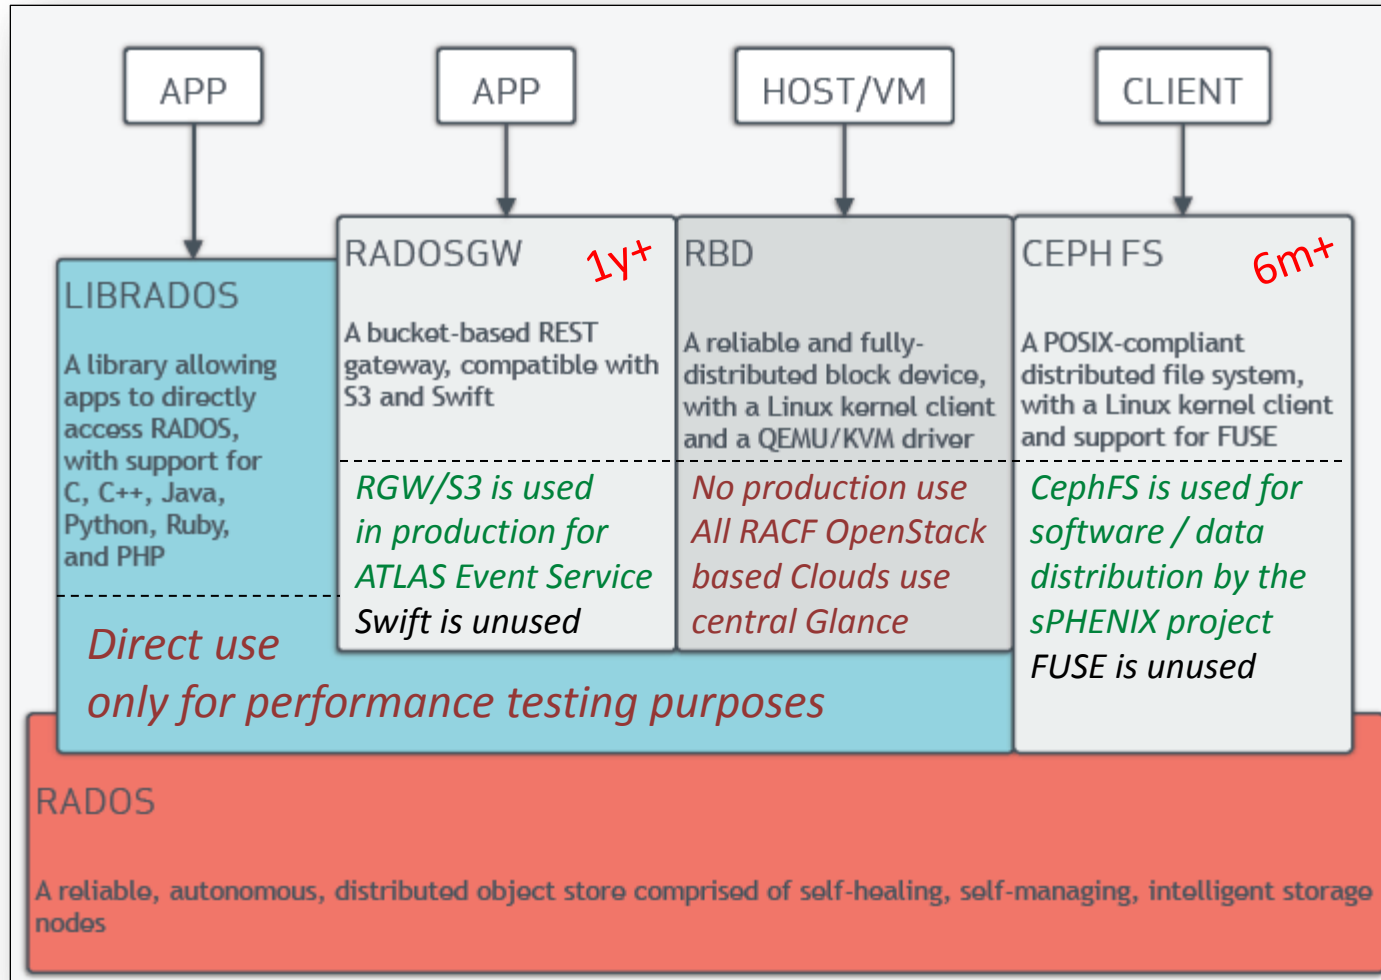 APP
APP
HOST/VM
CLIENT
LIBRADOS
A library allowing
apps to directly
access RADOS,
with support for
C, C++, Java,
Python, Ruby,
and PHP
Direct use
only for performance testing purposes
RADOSGW
1y+
A bucket-based REST
gateway, compatible with
S3 and Swift
RGW/S3 is used
in production for
ATLAS Event Service
Swift is unused
RBD
A reliable and fully-
distributed block device,
with a Linux kernel client
and a QEMU/KVM driver
No production use
All RACF OpenStack
based Clouds use
central Glance
CEPH FS
6m+
A POSIX-compliant
distributed file system,
with a Linux kernel client
and support for FUSE
CephFS is used for
software / data
distribution by the
sPHENIX project
FUSE is unused
RADOS
A reliable, autonomous, distributed object store comprised of self-healing, self-managing, intelligent storage
nodes